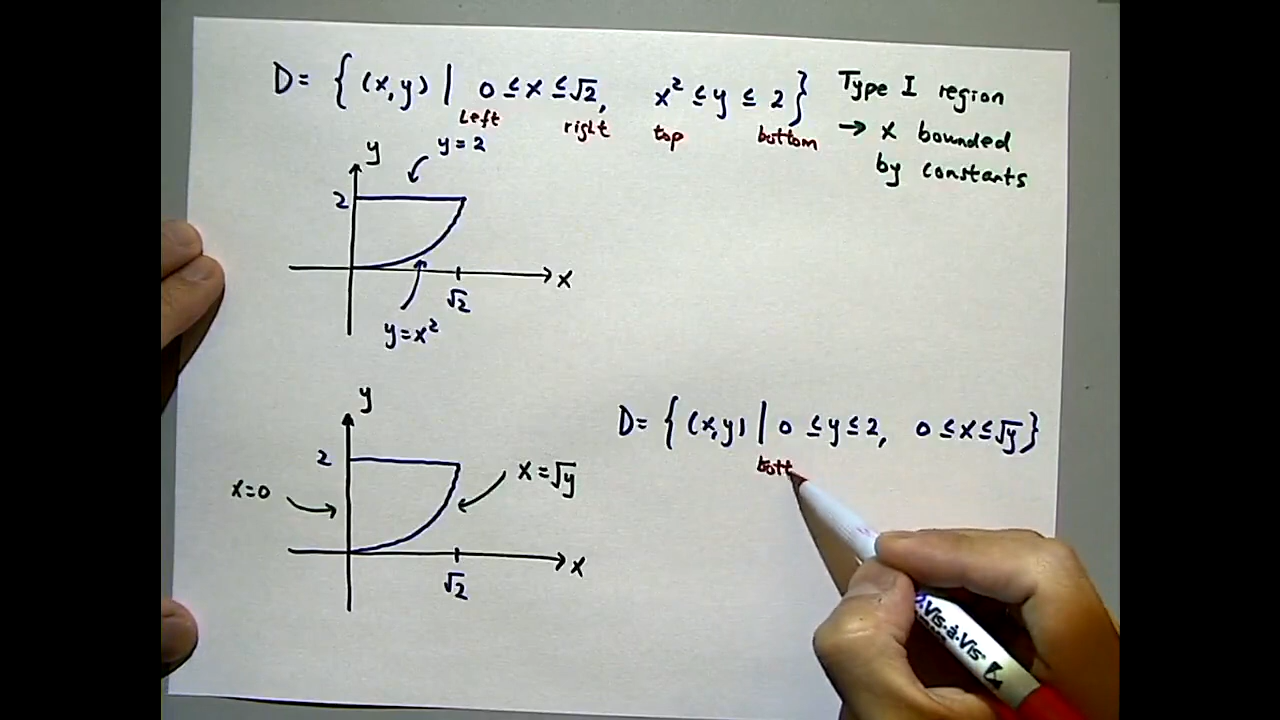 D = { (x,y) | 0 ≤ x ≤ √2, x² ≤ y ≤ 2 }
Left right top bottom
Type I region
→ x bounded
by constants
y
y = 2
2
x
√2
y = x²
y
2
x = 0
x = √y
x
√2
D = { (x,y) | 0 ≤ y ≤ 2, 0 ≤ x ≤ √y }
bott
Vis-à-Vis